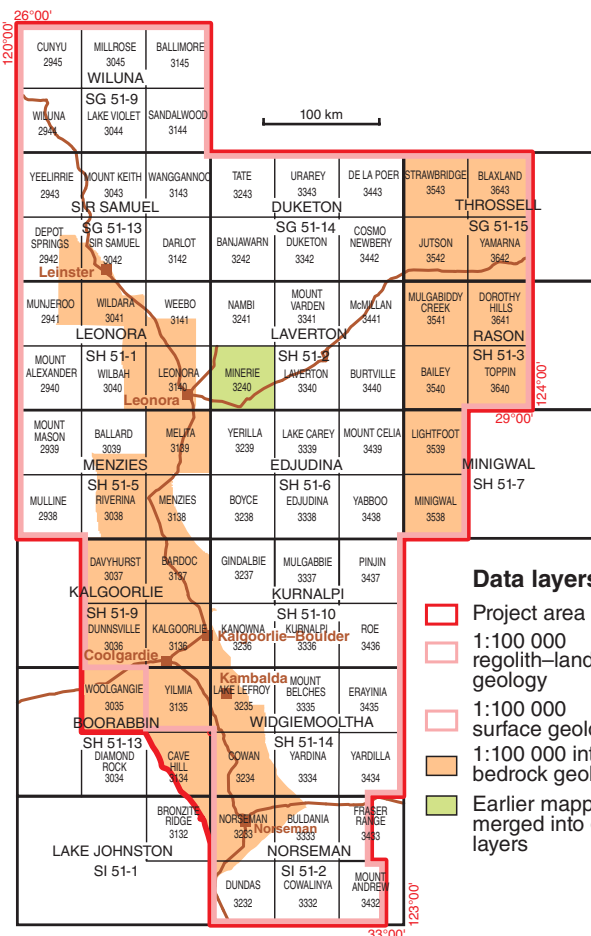 26°00'
120°00'
CUNYU
2945
MILLROSE
3045
BALLIMORE
3145
WILUNA
SG 51-9
WILUNA
2944
LAKE VIOLET
3044
SANDALWOOD
3144
100 km
YEELIRRIE
2943
MOUNT KEITH
3043
WANGGANNOO
3143
TATE
3243
URAREY
3343
DE LA POER
3443
STRAWBRIDGE
3543
BLAXLAND
3643
SIR SAMUEL
DUKETON
THROSSELL
SG 51-13
SG 51-14
SG 51-15
DEPOT
SPRINGS
2942
SIR SAMUEL
3042
DARLOT
3142
BANJAWARN
3242
DUKETON
3342
COSMO
NEWBERY
3442
JUTSON
3542
YAMARNA
3642
Leinster
MUNJEROO
2941
WILDARA
3041
WEEBO
3141
NAMBI
3241
MOUNT
VARDEN
3341
McMILLAN
3441
MULGABIDDY
CREEK
3541
DOROTHY
HILLS
3641
LEONORA
LAVERTON
RASON
SH 51-1
SH 51-2
SH 51-3
MOUNT
ALEXANDER
2940
WILBAH
3040
LEONORA
3140
MINERIE
3240
LAVERTON
3340
BURTVILLE
3440
BAILEY
3540
TOPPIN
3640
124°00'
Leonora
29°00'
MOUNT
MASON
2939
BALLARD
3039
MELITA
3139
YERILLA
3239
LAKE CAREY
3339
MOUNT CELIA
3439
LIGHTFOOT
3539
MENZIES
EDJUDINA
MINIGWAL
SH 51-5
SH 51-6
SH 51-7
MULLINE
2938
RIVERINA
3038
MENZIES
3138
BOYCE
3238
EDJUDINA
3338
YABBOO
3438
MINIGWAL
3538
DAVYHURST
3037
BARDOC
3137
GINDALBIE
3237
MULGABBIE
3337
PINJIN
3437
KALGOORLIE
KURNALPI
SH 51-9
SH 51-10
DUNNSVILLE
3036
KALGOORLIE
3136
KANOWNA
3236
KURNALPI
3336
ROE
3436
Kalgoorlie–Boulder
Coolgardie
Kambalda
WOOLGANGIE
3035
YILMIA
3135
LAKE LEFROY
3235
MOUNT
BELCHES
3335
ERAYINIA
3435
BOORABBIN
WIDGIEMOOLTHA
SH 51-13
SH 51-14
DIAMOND
ROCK
3034
CAVE
HILL
3134
COWAN
3234
YARDINA
3334
YARDILLA
3434
BRONZITE
RIDGE
3132
NORSEMAN
3233
Norseman
BULDANIA
3333
FRASER
RANGE
3433
LAKE JOHNSTON
SI 51-1
NORSEMAN
SI 51-2
DUNDAS
3232
COWALINYA
3332
MOUNT
ANDREW
3432
123°00'
33°00'
Data layers
Project area
1:100 000
regolith–land
geology
1:100 000
surface geolo
1:100 000 int
bedrock geol
Earlier mapp
merged into
layers